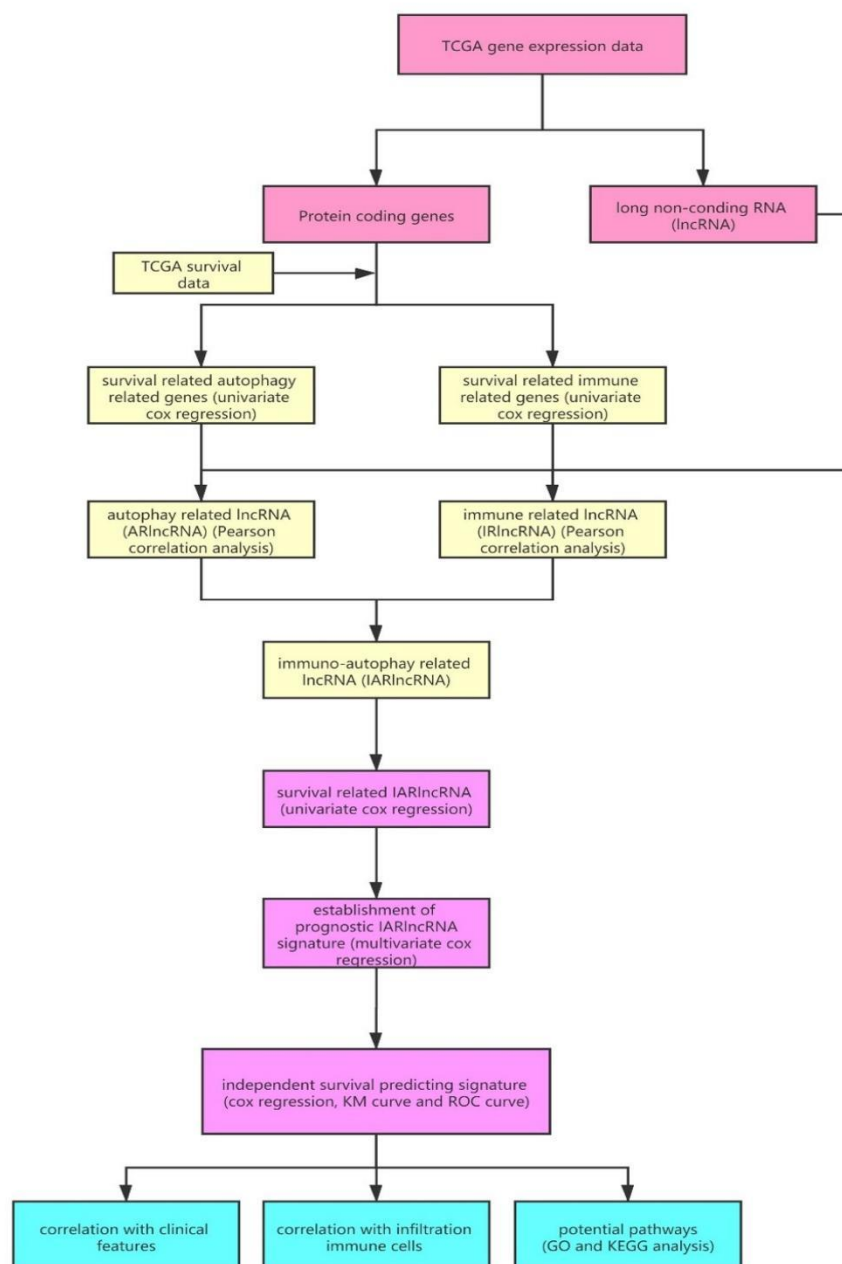 TCGA gene expression data
Protein coding genes
long non-conding RNA
(lncRNA)
TCGA survival
data
survival related autophagy
related genes (univariate
cox regression)
survival related immune
related genes (univariate
cox regression)
autophay related lncRNA
(ARlncRNA) (Pearson
correlation analysis)
immune related lncRNA
(IRlncRNA) (Pearson
correlation analysis)
immuno-autophay related
lncRNA (IARlncRNA)
survival related IARlncRNA
(univariate cox regression)
establishment of
prognostic IARlncRNA
signature (multivariate cox
regression)
independent survival predicting signature
(cox regression, KM curve and ROC curve)
correlation with clinical
features
correlation with infiltration
immune cells
potential pathways
(GO and KEGG analysis)